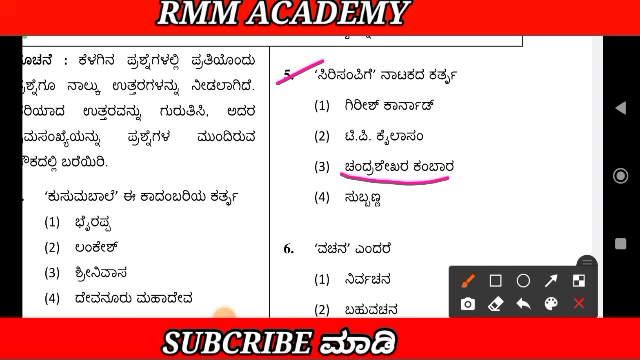 RMM ACADEMY
ೂಚನೆ : ಕೆಳಗಿನ ಪ್ರಶ್ನೆಗಳಲ್ಲಿ ಪ್ರತಿಯೊಂದು
ಪ್ರಶ್ನೆಗೂ ನಾಲ್ಕು ಉತ್ತರಗಳನ್ನು ನೀಡಲಾಗಿದೆ.
ರಿಯಾದ ಉತ್ತರವನ್ನು ಗುರುತಿಸಿ, ಅದರ
ಮಸಂಖ್ಯೆಯನ್ನು ಪ್ರಶ್ನೆಗಳ ಮುಂದಿರುವ
ೌಕದಲ್ಲಿ ಬರೆಯಿರಿ.
'ಕುಸುಮಬಾಲೆ' ಈ ಕಾದಂಬರಿಯ ಕರ್ತೃ
(1) ಭೈರಪ್ಪ
(2) ಲಂಕೇಶ್
(3) ಶ್ರೀನಿವಾಸ
(4) ದೇವನೂರು ಮಹಾದೇವ
5. 'ಸಿರಿಸಂಪಿಗೆ' ನಾಟಕದ ಕರ್ತೃ
(1) ಗಿರೀಶ್ ಕಾರ್ನಾಡ್
(2) ಟಿ.ಪಿ. ಕೈಲಾಸಂ
(3) ಚಂದ್ರಶೇಖರ ಕಂಬಾರ
(4) ಸುಬ್ಬಣ್ಣ
6. 'ವಚನ' ಎಂದರೆ
(1) ನಿರ್ವಚನ
(2) ಬಹುವಚನ
SUBCRIBE ಮಾಡಿ